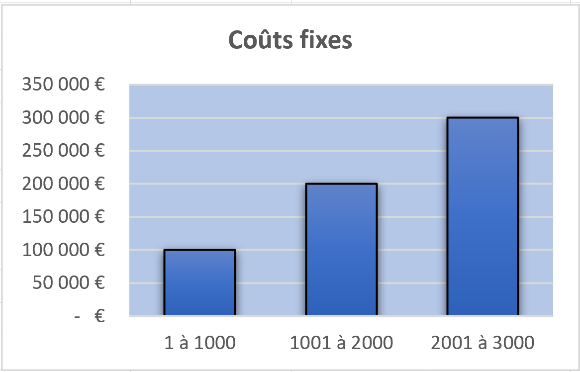 Coûts fixes
350 000 €
300 000 €
250 000 €
200 000 €
150 000 €
100 000 €
50 000 €
- €
1 à 1000
1001 à 2000
2001 à 3000